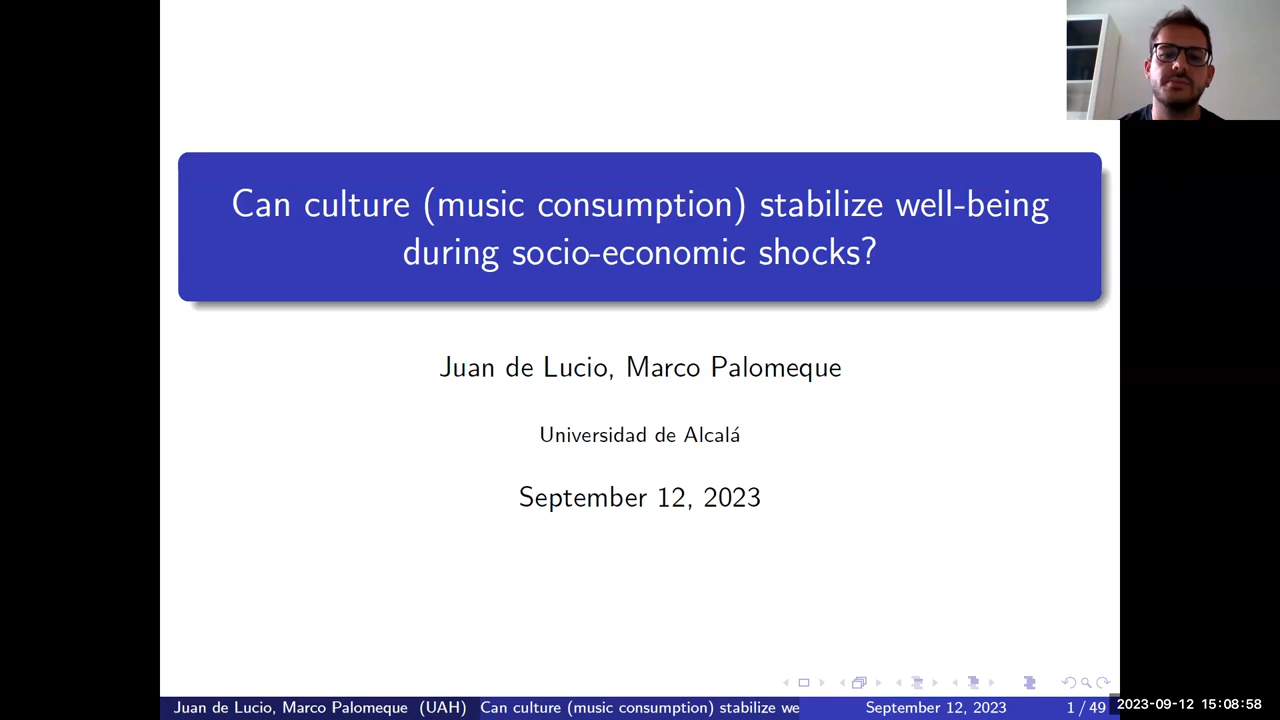 Can culture (music consumption) stabilize well-being
during socio-economic shocks?
Juan de Lucio, Marco Palomeque
Universidad de Alcalá
September 12, 2023
Juan de Lucio, Marco Palomeque (UAH) Can culture (music consumption) stabilize we September 12, 2023 1 / 49
2023-09-12 15:08:58